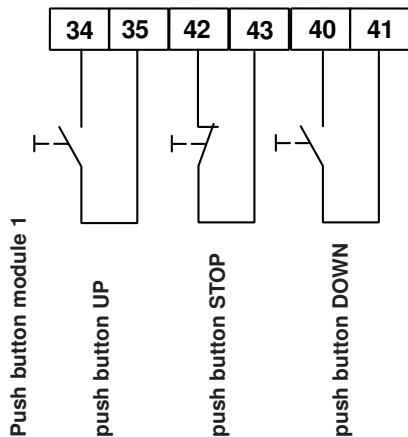 34 35 42 43 40 41
Push button module 1
push button UP
push button STOP
push button DOWN